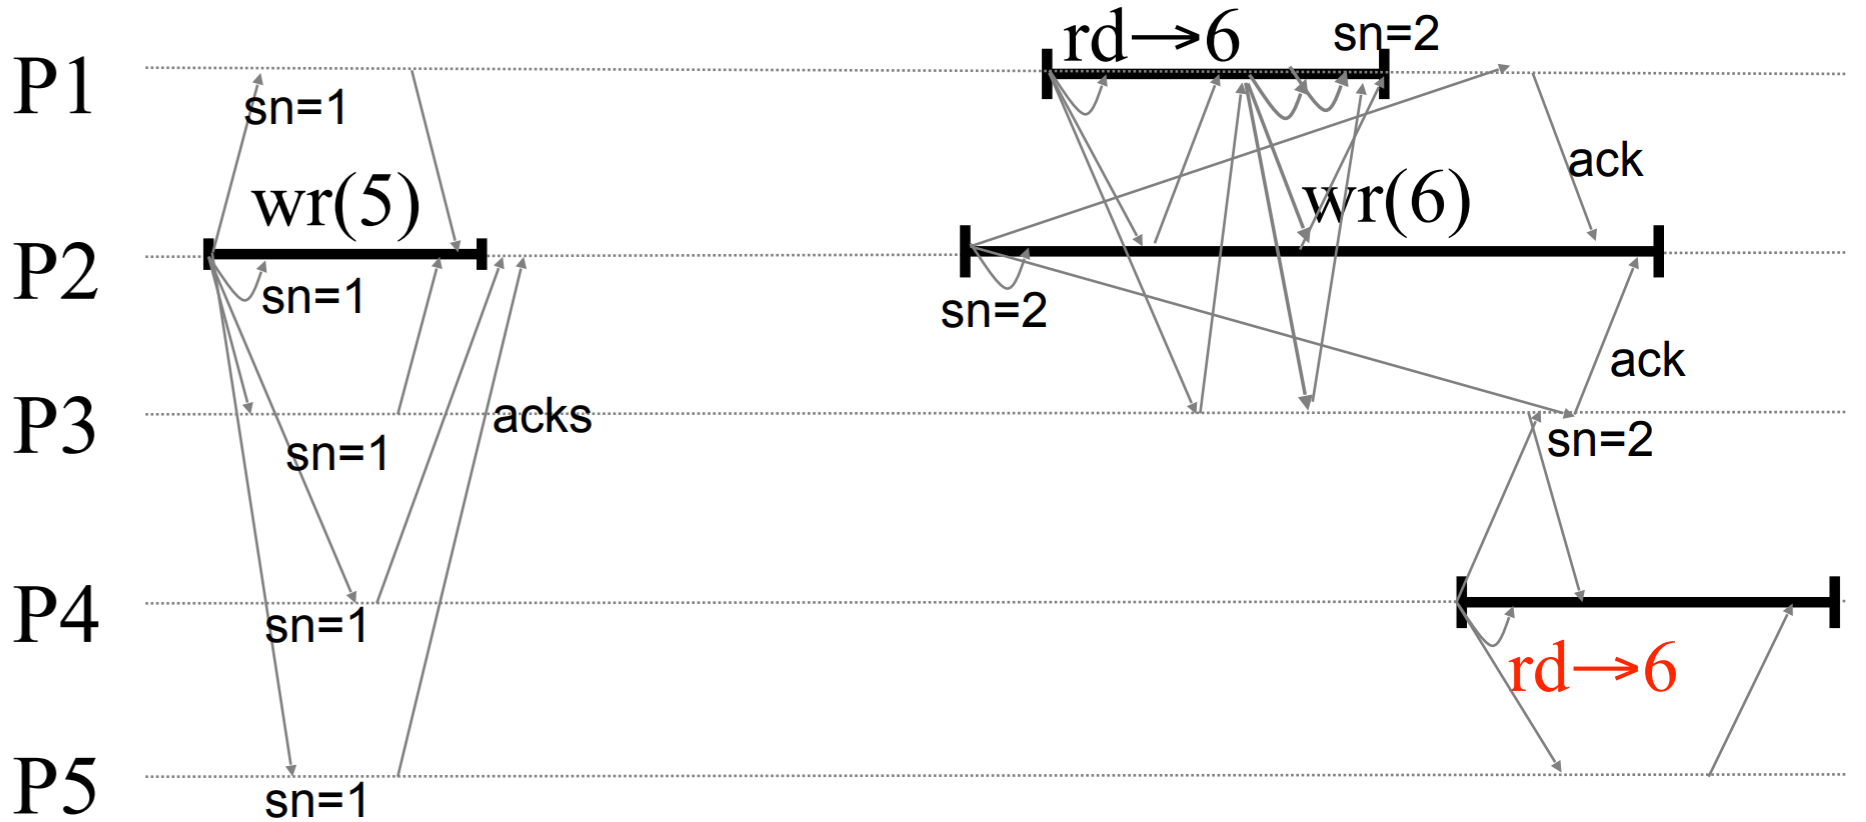 rd→6
sn=2
P1
sn=1
ack
wr(5)
wr(6)
P2
sn=1
sn=2
ack
P3
acks
sn=2
sn=1
P4
sn=1
rd→6
P5
sn=1